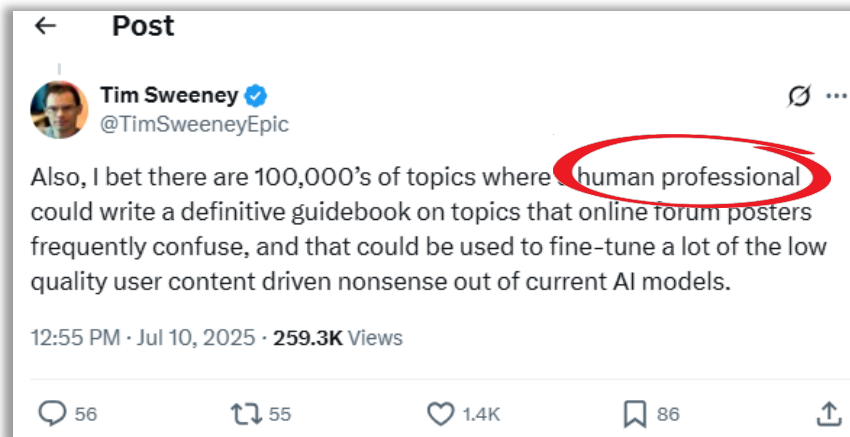 Post
Tim Sweeney
@TimSweeneyEpic
Also, I bet there are 100,000's of topics where human professional
could write a definitive guidebook on topics that online forum posters
frequently confuse, and that could be used to fine-tune a lot of the low
quality user content driven nonsense out of current AI models.
12:55 PM · Jul 10, 2025 · 259.3K Views
56 55 1.4K 86